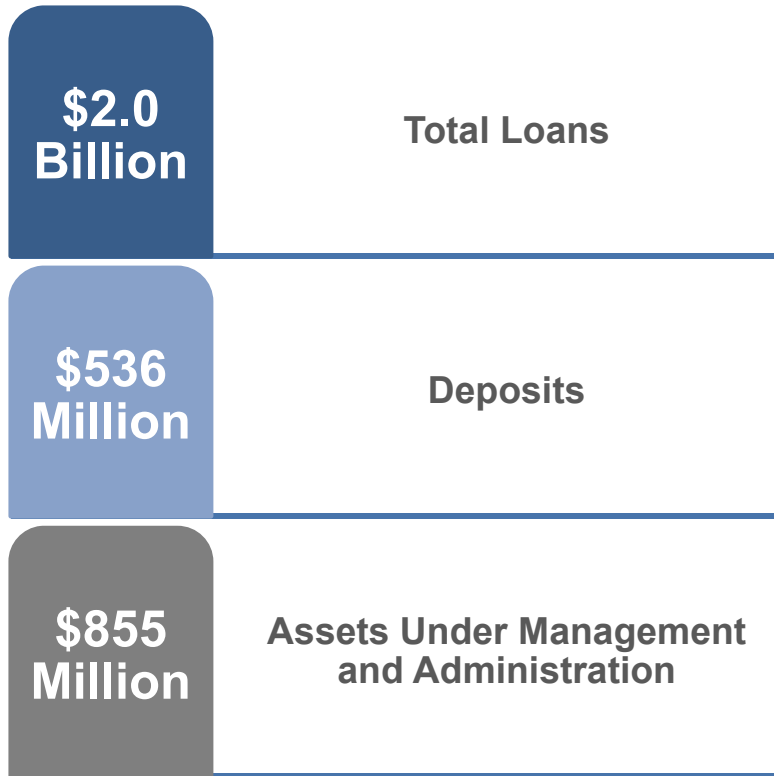 $2.0
Billion
Total Loans
$536
Million
Deposits
$855
Million
Assets Under Management
and Administration